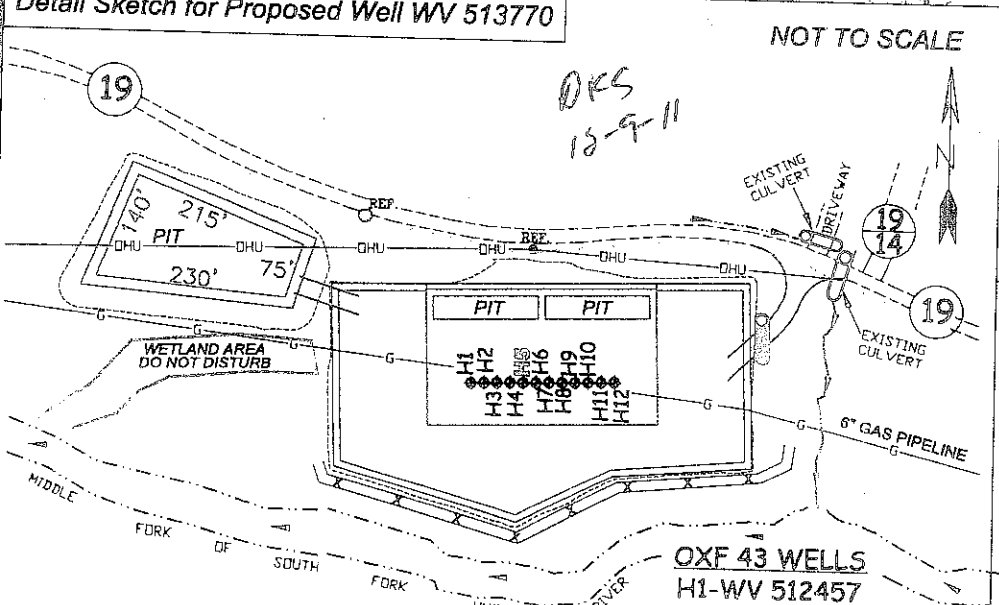 Detail Sketch for Proposed Well WV 513770
NOT TO SCALE
DKS
19
EXISTING
CULVERT
DRIVEWAY
N
19
14
REF.
REF.
140'
215'
PIT
230'
75'
OHU
OHU
OHU
OHU
OHU
OHU
19
EXISTING
CULVERT
PIT
PIT
G
G
G
G
WETLAND AREA
DO NOT DISTURB
H1
H2
H3
H4
H5
H6
H7
H8
H9
H10
H11
H12
G
G
G
6" GAS PIPELINE
X
X
X
X
X
X
X
MIDDLE
FORK
OF
SOUTH
FORK
RIVER
OXF 43 WELLS
H1-WV 512457